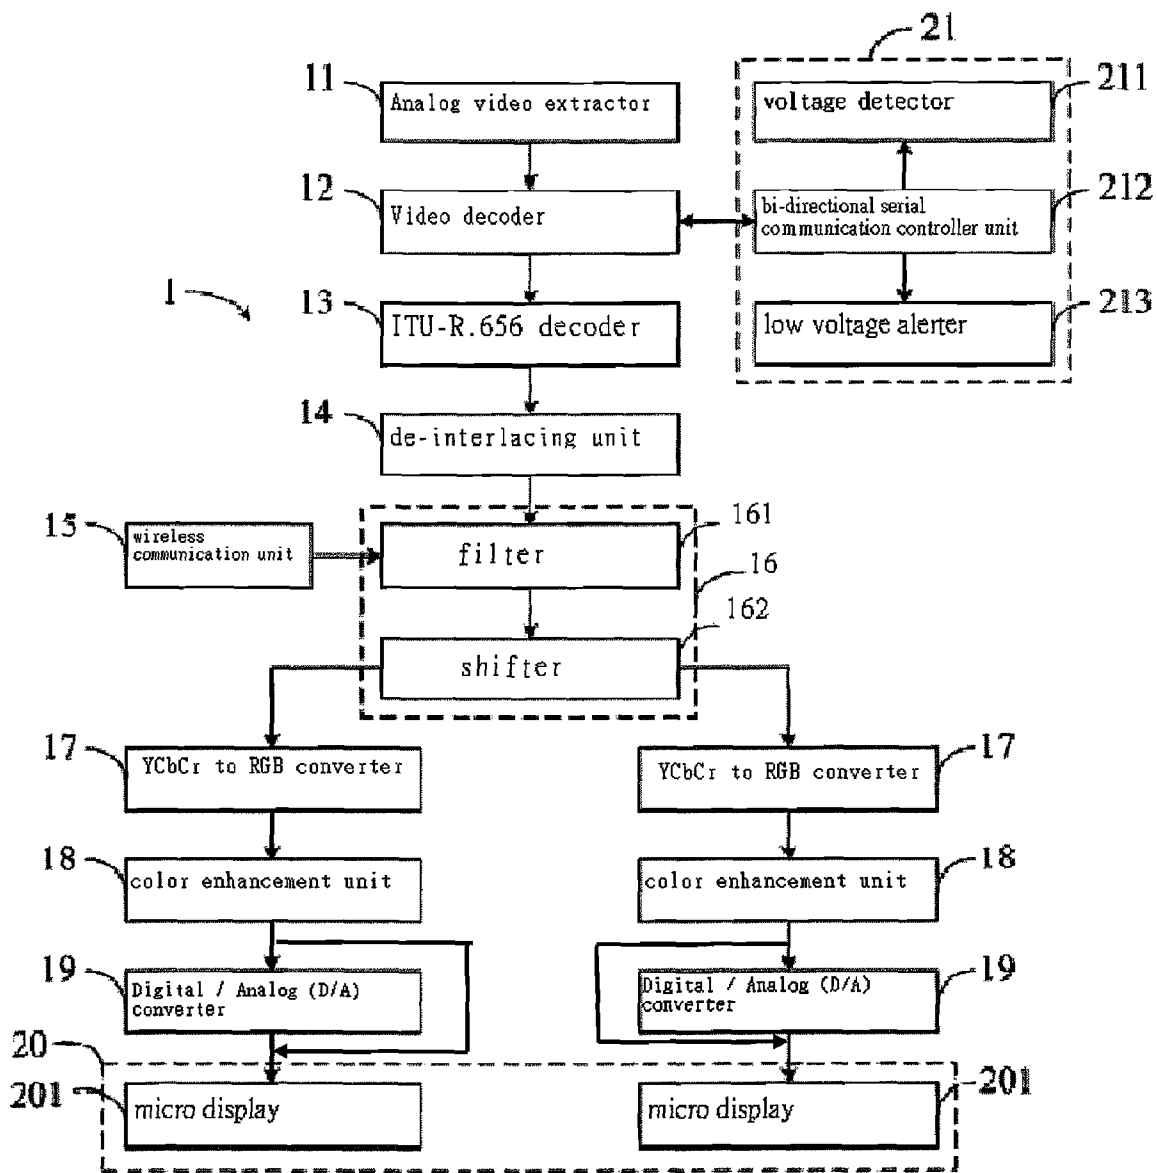 21
11
Analog video extractor
voltage detector
211
12
Video decoder
bi-directional serial
communication controller unit
212
1
13
ITU-R.656 decoder
low voltage alerter
213
14
de-interlacing unit
15
wireless
communication unit
filter
161
16
162
shifter
17
YCbCr to RGB converter
YCbCr to RGB converter
17
18
color enhancement unit
color enhancement unit
18
19
Digital / Analog (D/A)
converter
Digital / Analog (D/A)
converter
19
20
201
micro display
micro display
201